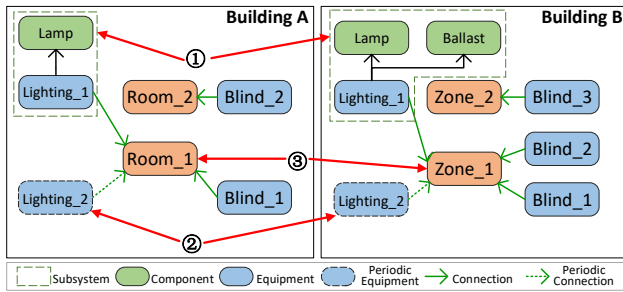 Building A
Lamp
①
Lighting_1
Room_2
Blind_2
Room_1
③
Lighting_2
Blind_1
②
Building B
Lamp
Ballast
Lighting_1
Zone_2
Blind_3
Blind_2
Zone_1
Lighting_2
Blind_1
Subsystem
Component
Equipment
Periodic
Equipment
Connection
Periodic
Connection